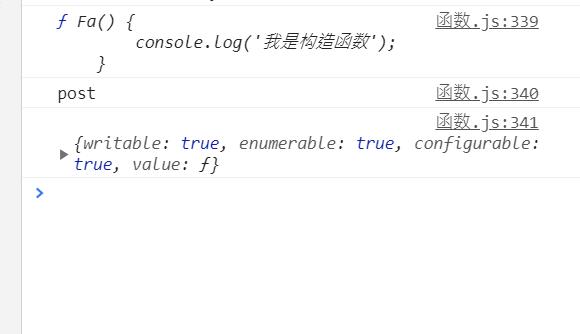 f Fa() { 函数.js:339
console.log('我是构造函数');
}
post 函数.js:340
函数.js:341
{writable: true, enumerable: true, configurable:
true, value: f}